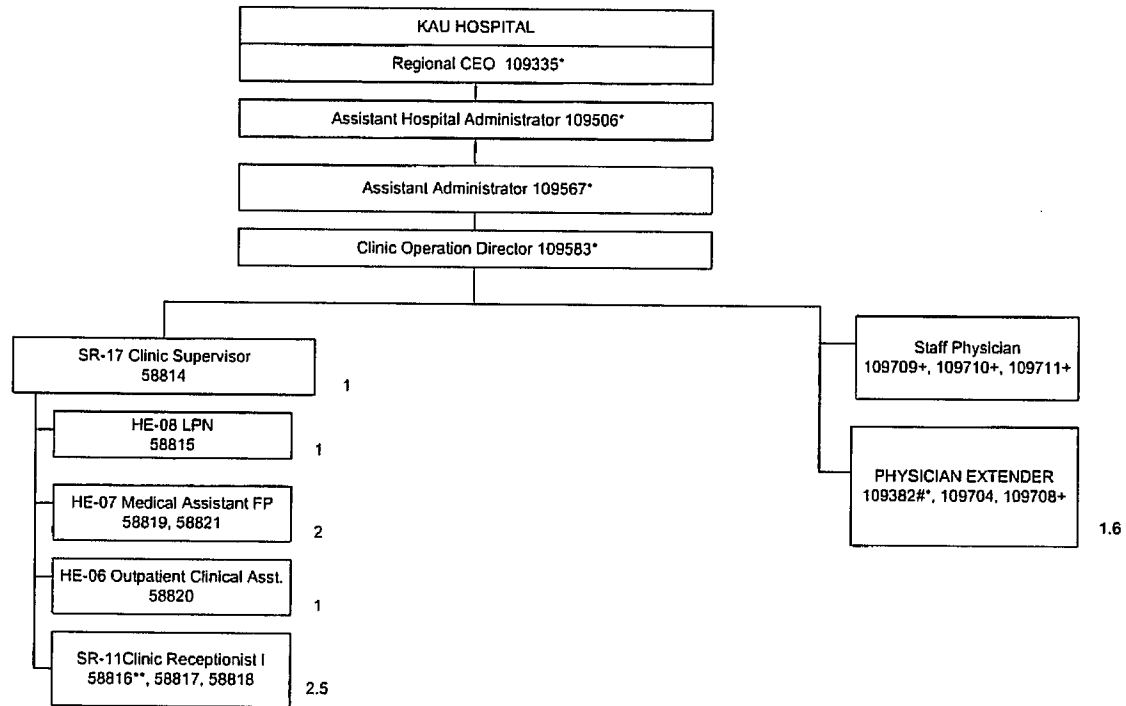 KAU HOSPITAL
Regional CEO 109335*
Assistant Hospital Administrator 109506*
Assistant Administrator 109567*
Clinic Operation Director 109583*
SR-17 Clinic Supervisor
58814
1
HE-08 LPN
58815
1
HE-07 Medical Assistant FP
58819, 58821
2
HE-06 Outpatient Clinical Asst.
58820
1
SR-11Clinic Receptionist I
58816**, 58817, 58818
2.5
Staff Physician
109709+, 109710+, 109711+
PHYSICIAN EXTENDER
109382#*, 109704, 109708+
1.6